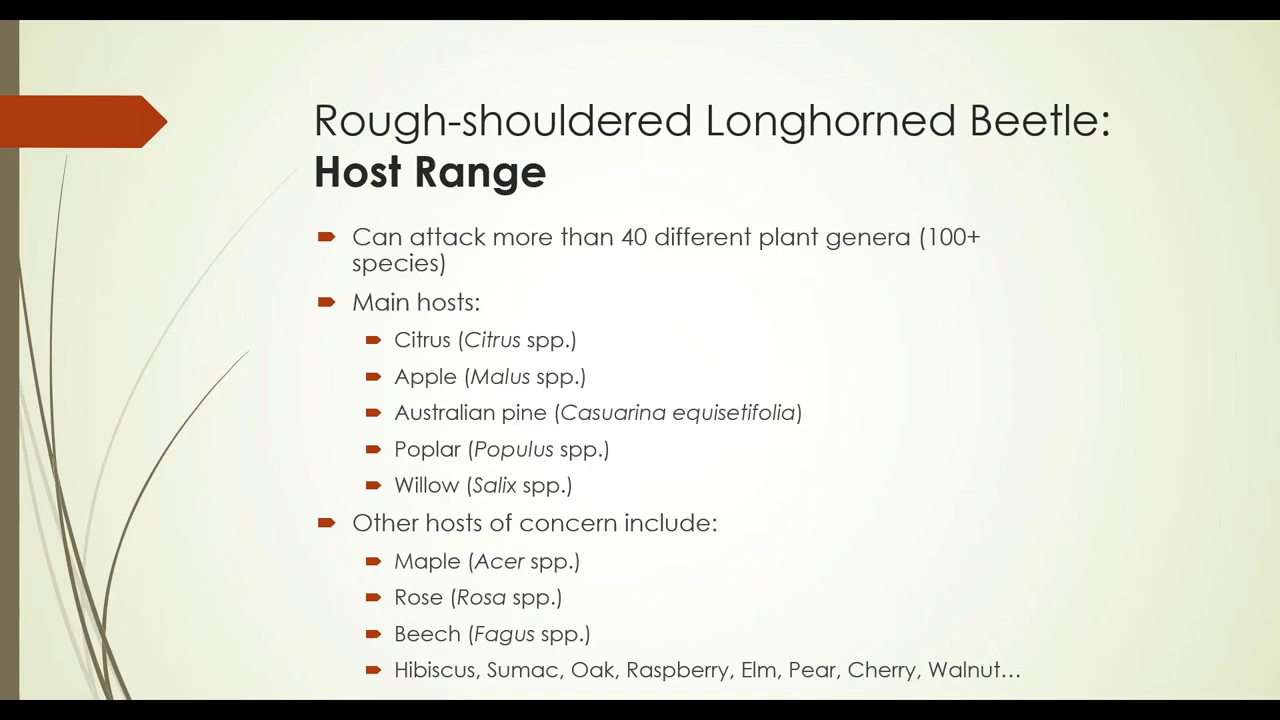 Rough-shouldered Longhorned Beetle:
Host Range
Can attack more than 40 different plant genera (100+
species)
Main hosts:
Citrus (Citrus spp.)
Apple (Malus spp.)
Australian pine (Casuarina equisetifolia)
Poplar (Populus spp.)
Willow (Salix spp.)
Other hosts of concern include:
Maple (Acer spp.)
Rose (Rosa spp.)
Beech (Fagus spp.)
Hibiscus, Sumac, Oak, Raspberry, Elm, Pear, Cherry, Walnut…